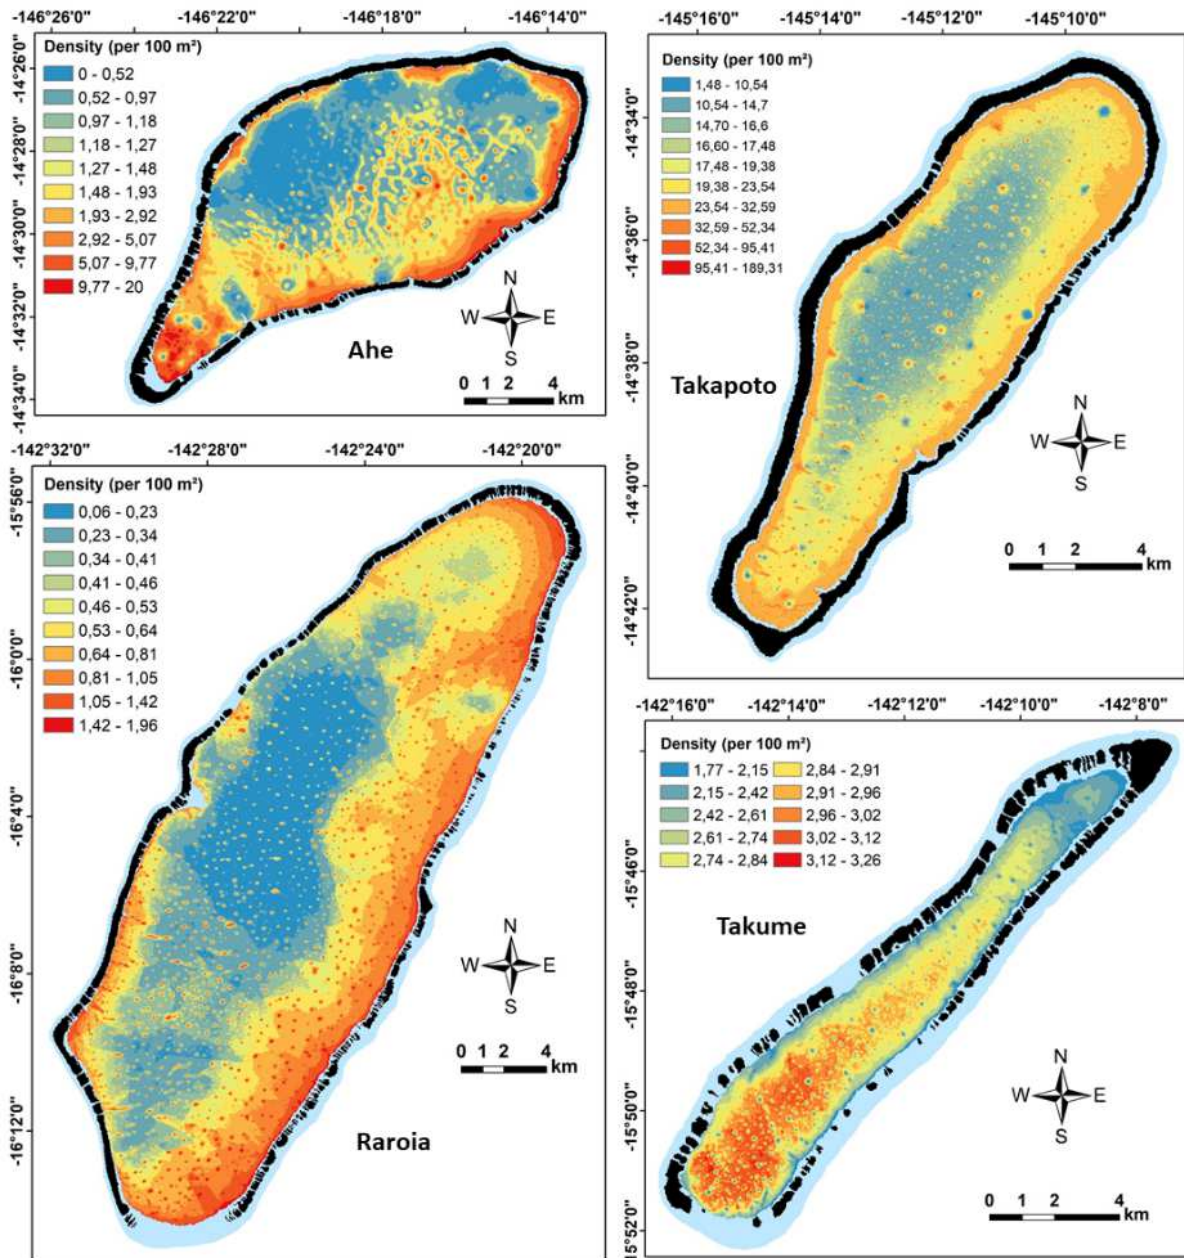 -146°22'0" -146°18'0" -146°14'0"
-14°26'0"
-14°28'0"
-14°30'0"
-14°32'0"
-14°34'0"
Density (per 100 m²)
0 - 0,52
0,52 - 0,97
0,97 - 1,18
1,18 - 1,27
1,27 - 1,48
1,48 - 1,93
1,93 - 2,92
2,92 - 5,07
5,07 - 9,77
9,77 - 20
N
W E
S
Ahe
0 1 2 4
km
-145°16'0" -145°14'0" -145°12'0" -145°10'0"
-14°34'0"
-14°36'0"
-14°38'0"
-14°40'0"
-14°42'0"
Density (per 100 m²)
1,48 - 10,54
10,54 - 14,7
14,70 - 16,6
16,60 - 17,48
17,48 - 19,38
19,38 - 23,54
23,54 - 32,59
32,59 - 52,34
52,34 - 95,41
95,41 - 189,31
Takapoto
N
W E
S
0 1 2 4
km
-142°32'0" -142°28'0" -142°24'0" -142°20'0"
-15°56'0"
-16°0'0"
-16°4'0"
-16°8'0"
-16°12'0"
Density (per 100 m²)
0,06 - 0,23
0,23 - 0,34
0,34 - 0,41
0,41 - 0,46
0,46 - 0,53
0,53 - 0,64
0,64 - 0,81
0,81 - 1,05
1,05 - 1,42
1,42 - 1,96
N
W E
S
0 1 2 4
km
Raroia
-142°16'0" -142°14'0" -142°12'0" -142°10'0" -142°8'0"
-15°46'0"
-15°48'0"
-15°50'0"
-15°52'0"
Density (per 100 m²)
1,77 - 2,15 2,84 - 2,91
2,15 - 2,42 2,91 - 2,96
2,42 - 2,61 2,96 - 3,02
2,61 - 2,74 3,02 - 3,12
2,74 - 2,84 3,12 - 3,26
Takume
N
W E
S
0 1 2 4
km